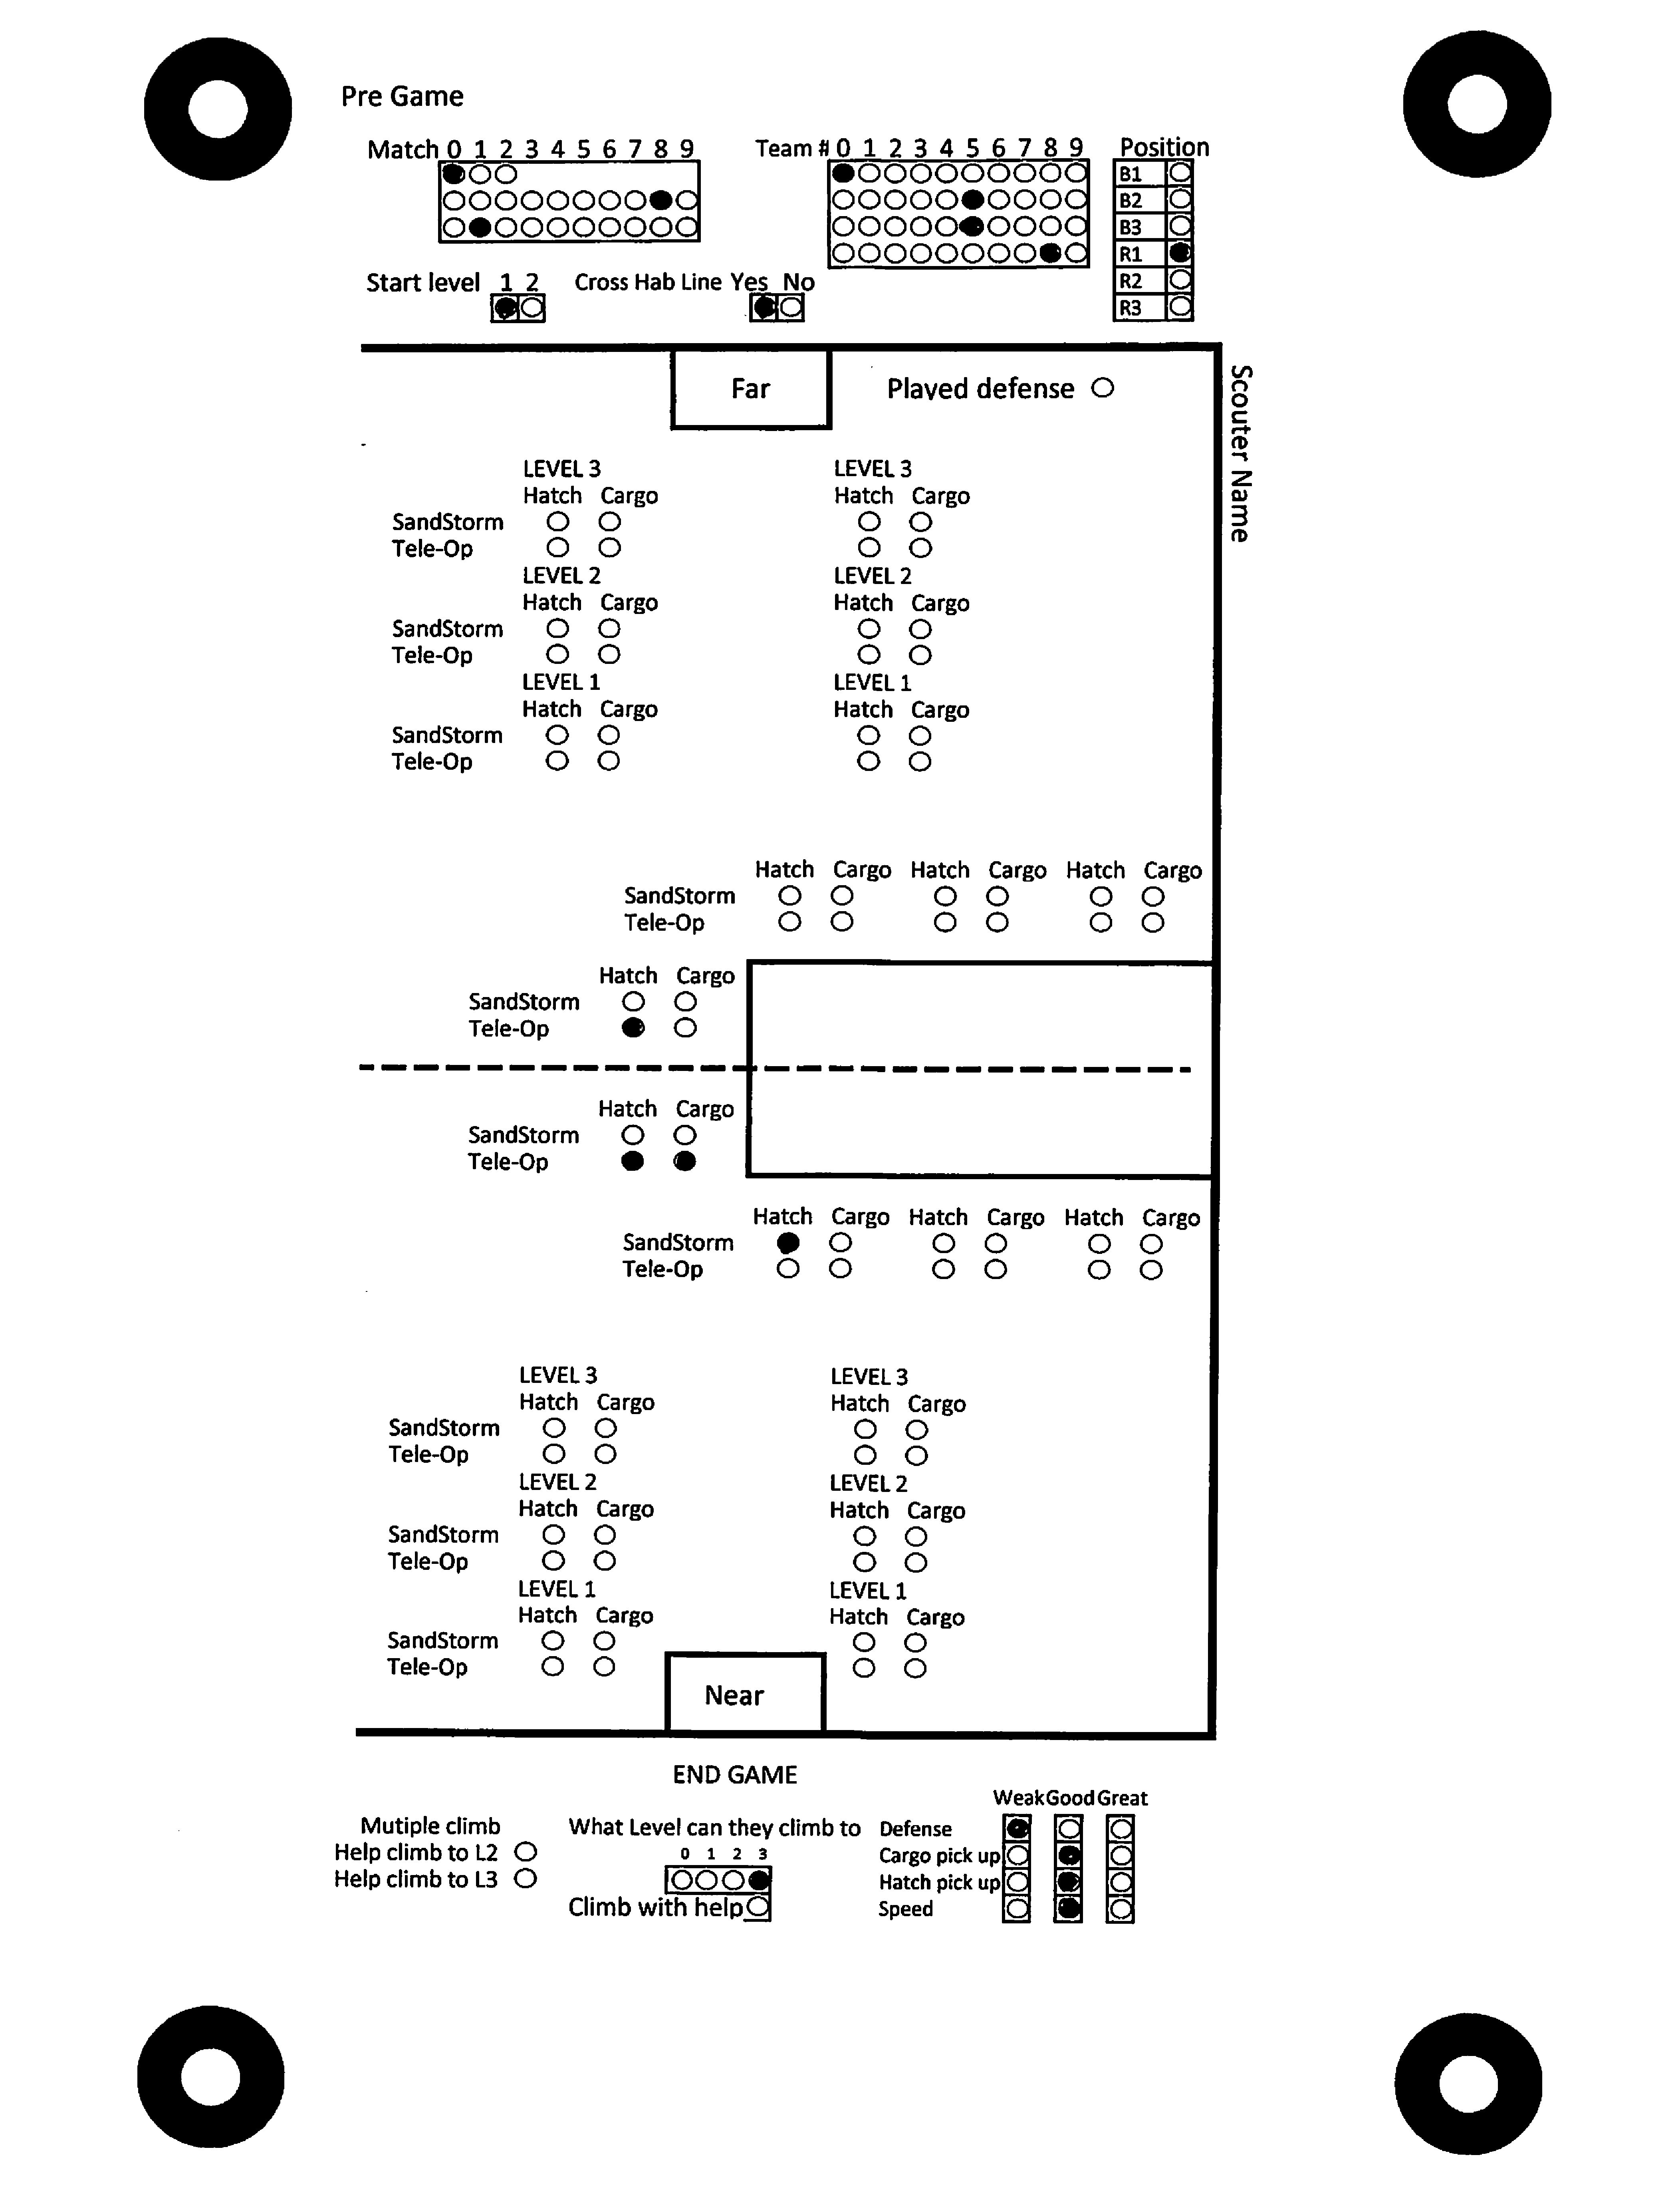 Pre Game
Match 0 1 2 3 4 5 6 7 8 9
Team # 0 1 2 3 4 5 6 7 8 9
Position
B1
B2
B3
R1
R2
R3
Start level 1 2
Cross Hab Line Yes No
Far
Played defense
Scouter Name
LEVEL 3 LEVEL 3
Hatch Cargo Hatch Cargo
SandStorm
Tele-Op
LEVEL 2 LEVEL 2
Hatch Cargo Hatch Cargo
SandStorm
Tele-Op
LEVEL 1 LEVEL 1
Hatch Cargo Hatch Cargo
SandStorm
Tele-Op
Hatch Cargo Hatch Cargo Hatch Cargo
SandStorm
Tele-Op
Hatch Cargo
SandStorm
Tele-Op
Hatch Cargo
SandStorm
Tele-Op
Hatch Cargo Hatch Cargo Hatch Cargo
SandStorm
Tele-Op
LEVEL 3 LEVEL 3
Hatch Cargo Hatch Cargo
SandStorm
Tele-Op
LEVEL 2 LEVEL 2
Hatch Cargo Hatch Cargo
SandStorm
Tele-Op
LEVEL 1 LEVEL 1
Hatch Cargo Hatch Cargo
SandStorm
Tele-Op
Near
END GAME
Mutiple climb
Help climb to L2
Help climb to L3
What Level can they climb to
0 1 2 3
Climb with help
Weak Good Great
Defense
Cargo pick up
Hatch pick up
Speed